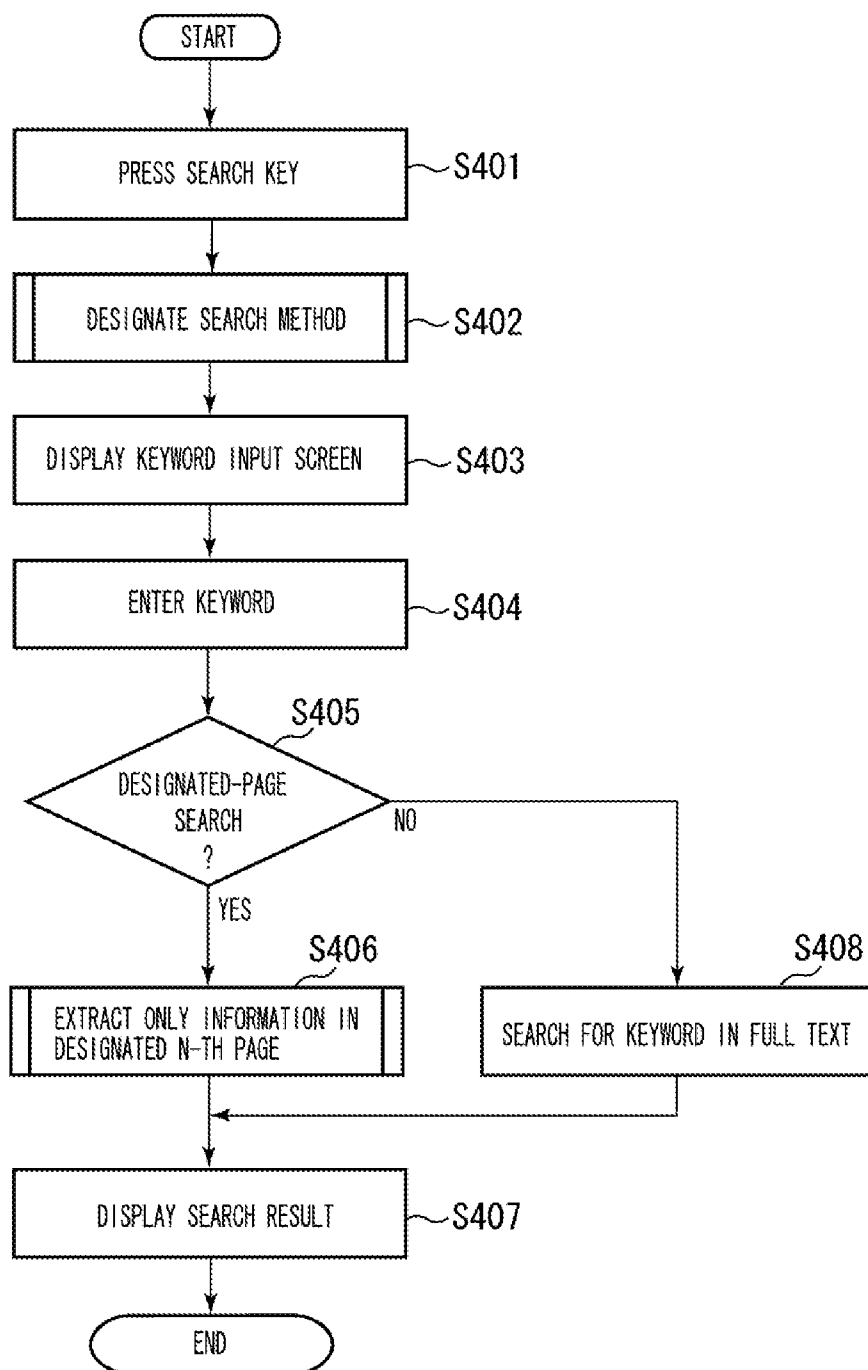 START
PRESS SEARCH KEY
S401
DESIGNATE SEARCH METHOD
S402
DISPLAY KEYWORD INPUT SCREEN
S403
ENTER KEYWORD
S404
S405
DESIGNATED-PAGE
SEARCH
?
NO
YES
S406
EXTRACT ONLY INFORMATION IN
DESIGNATED N-TH PAGE
S408
SEARCH FOR KEYWORD IN FULL TEXT
DISPLAY SEARCH RESULT
S407
END